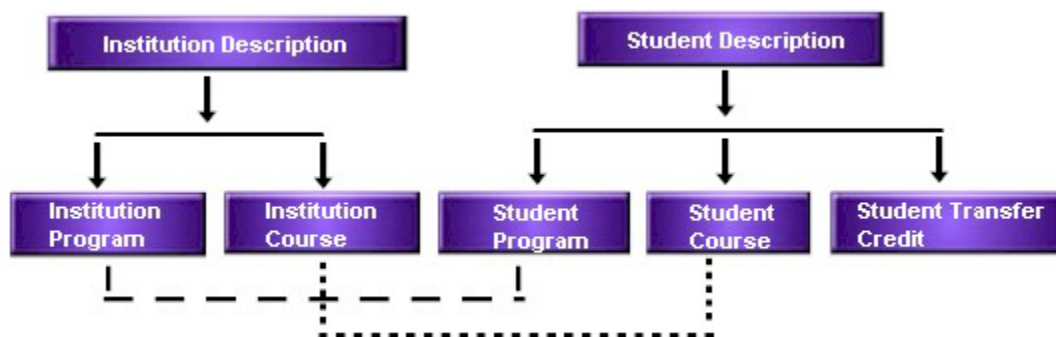 Institution Description
Student Description
Institution
Program
Institution
Course
Student
Program
Student
Course
Student Transfer
Credit